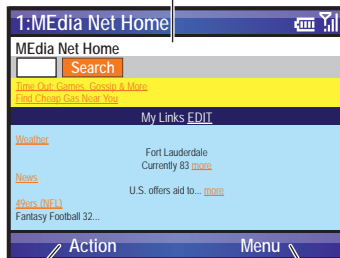 1:MEdia Net Home
MEdia Net Home
Search
Time Out: Games, Gossip & More
Find Cheap Gas Near You
My Links EDIT
Weather
Fort Lauderdale
Currently 83 more
News
U.S. offers aid to... more
49ers (NFL)
Fantasy Football 32...
Action Menu